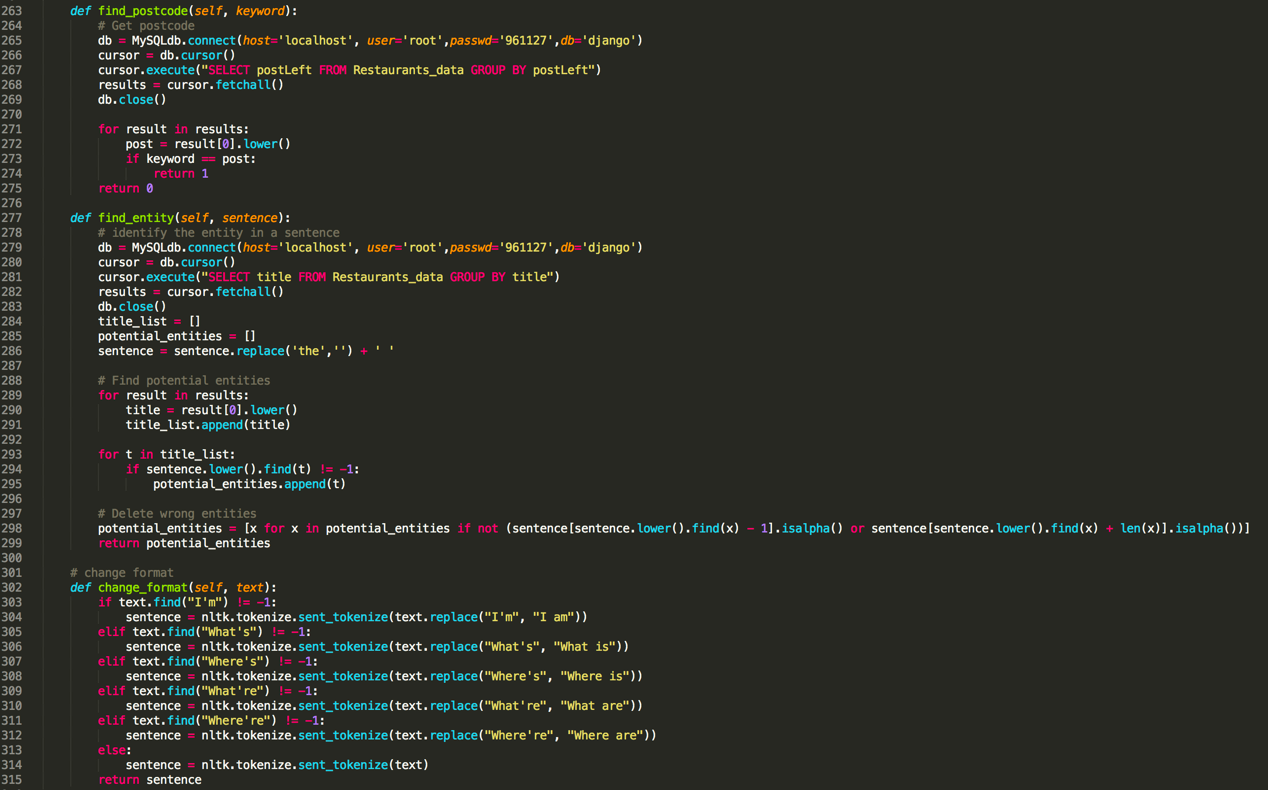 263 def find_postcode(self, keyword):
264 # Get postcode
265 db = MySQLdb.connect(host='localhost', user='root',passwd='961127',db='django')
266 cursor = db.cursor()
267 cursor.execute("SELECT postLeft FROM Restaurants_data GROUP BY postLeft")
268 results = cursor.fetchall()
269 db.close()
270
271 for result in results:
272 post = result[0].lower()
273 if keyword == post:
274 return 1
275 return 0
276
277 def find_entity(self, sentence):
278 # identify the entity in a sentence
279 db = MySQLdb.connect(host='localhost', user='root',passwd='961127',db='django')
280 cursor = db.cursor()
281 cursor.execute("SELECT title FROM Restaurants_data GROUP BY title")
282 results = cursor.fetchall()
283 db.close()
284 title_list = []
285 potential_entities = []
286 sentence = sentence.replace('the','') + ' '
287
288 # Find potential entities
289 for result in results:
290 title = result[0].lower()
291 title_list.append(title)
292
293 for t in title_list:
294 if sentence.lower().find(t) != -1:
295 potential_entities.append(t)
296
297 # Delete wrong entities
298 potential_entities = [x for x in potential_entities if not (sentence[sentence.lower().find(x) - 1].isalpha() or sentence[sentence.lower().find(x) + len(x)].isalpha())]
299 return potential_entities
300
301 # change format
302 def change_format(self, text):
303 if text.find("I'm") != -1:
304 sentence = nltk.tokenize.sent_tokenize(text.replace("I'm", "I am"))
305 elif text.find("What's") != -1:
306 sentence = nltk.tokenize.sent_tokenize(text.replace("What's", "What is"))
307 elif text.find("Where's") != -1:
308 sentence = nltk.tokenize.sent_tokenize(text.replace("Where's", "Where is"))
309 elif text.find("What're") != -1:
310 sentence = nltk.tokenize.sent_tokenize(text.replace("What're", "What are"))
311 elif text.find("Where're") != -1:
312 sentence = nltk.tokenize.sent_tokenize(text.replace("Where're", "Where are"))
313 else:
314 sentence = nltk.tokenize.sent_tokenize(text)
315 return sentence